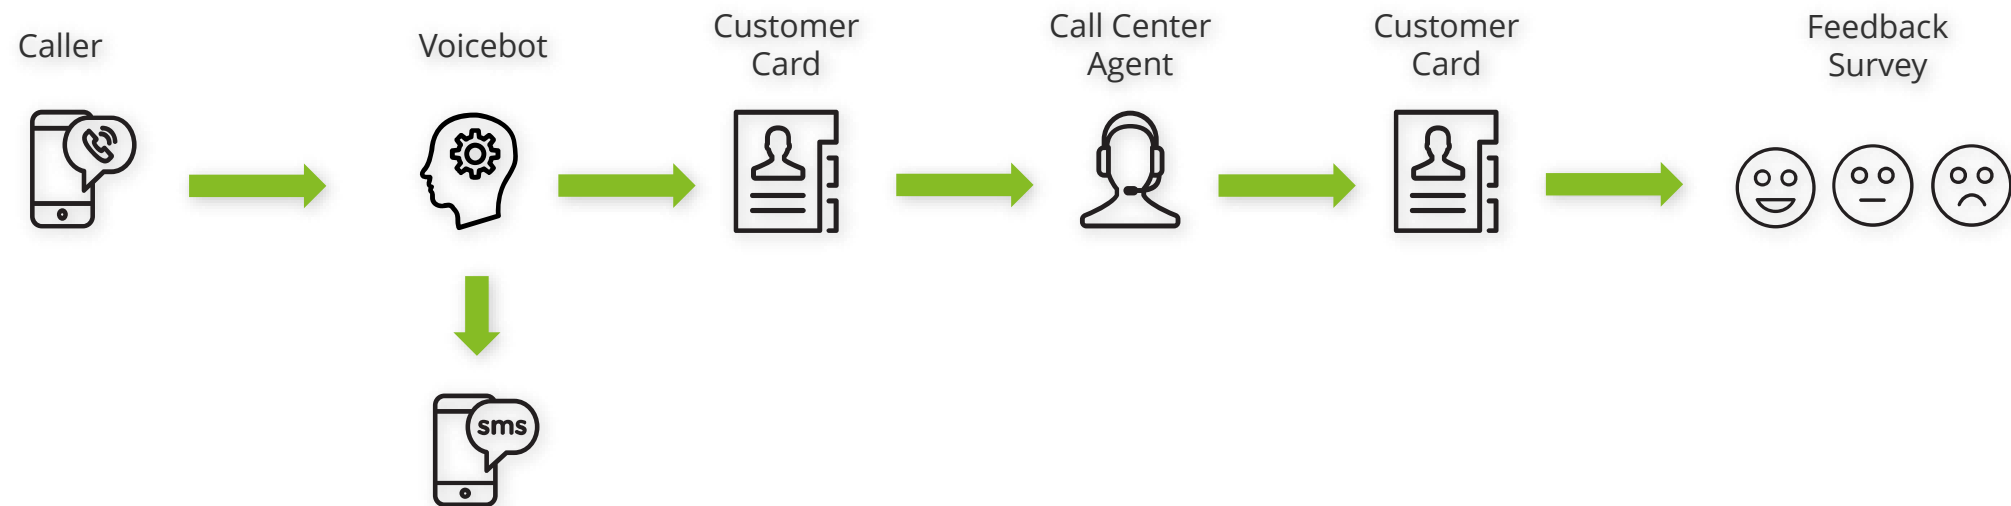 Caller
Voicebot
Customer
Card
Call Center
Agent
Customer
Card
Feedback
Survey
sms